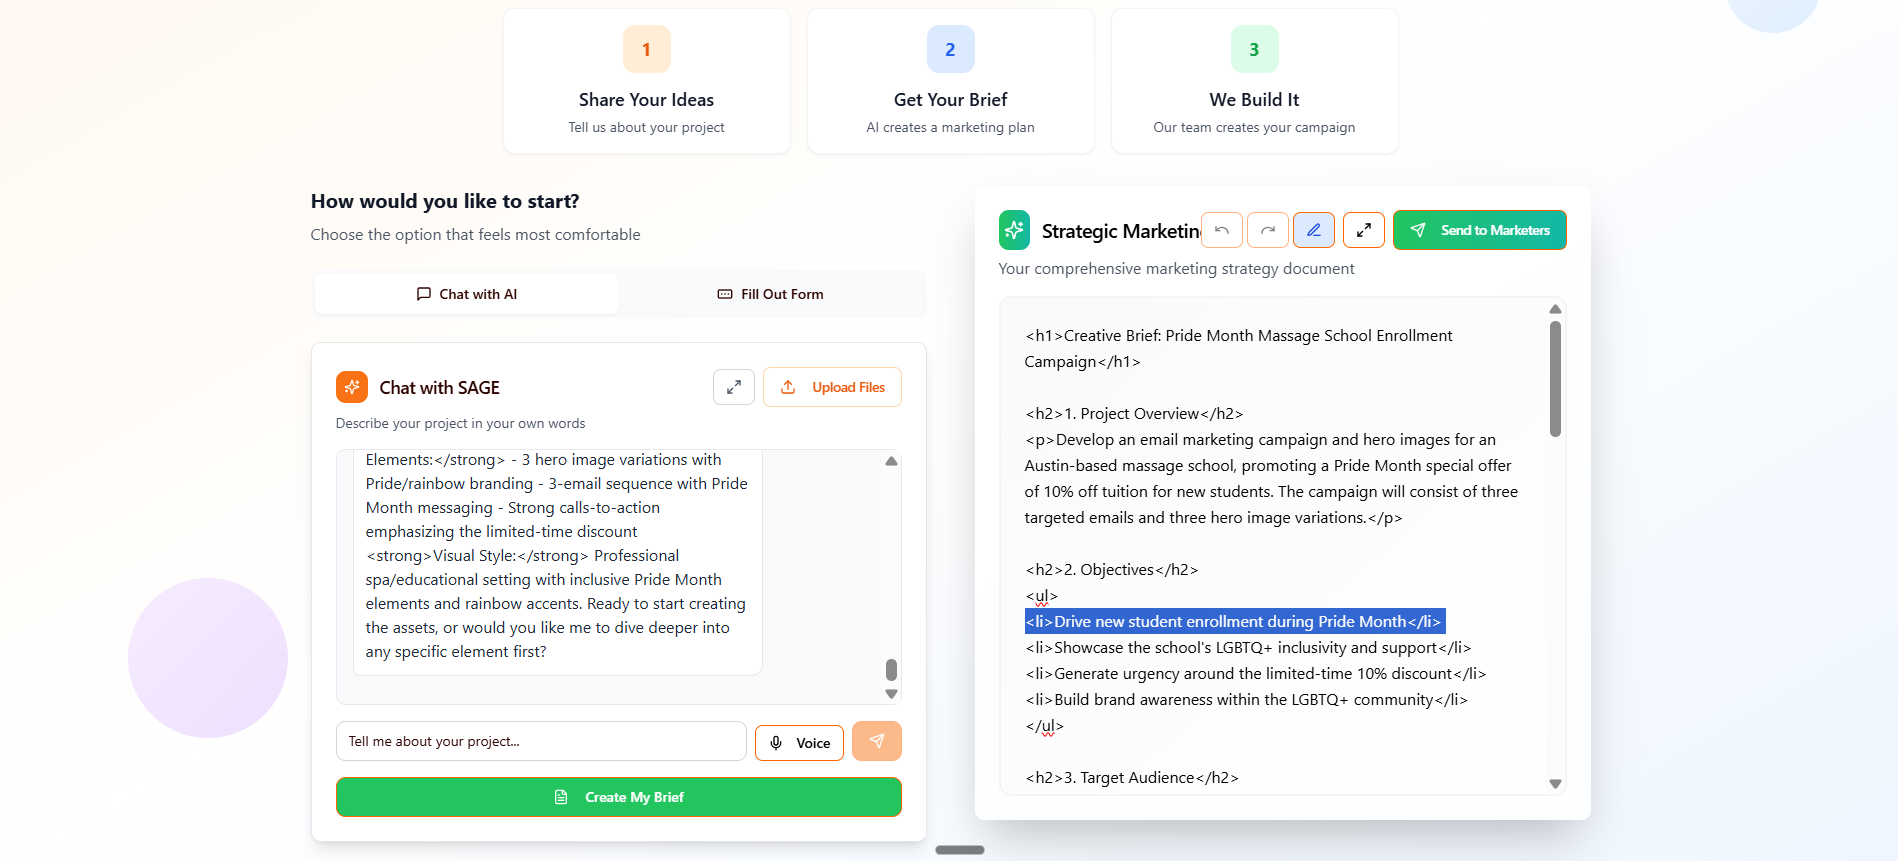 1
Share Your Ideas
Tell us about your project
2
Get Your Brief
AI creates a marketing plan
3
We Build It
Our team creates your campaign
How would you like to start?
Choose the option that feels most comfortable
Chat with AI
Fill Out Form
Chat with SAGE
Upload Files
Describe your project in your own words
Elements:</strong> - 3 hero image variations with
Pride/rainbow branding - 3-email sequence with Pride
Month messaging - Strong calls-to-action
emphasizing the limited-time discount
<strong>Visual Style:</strong> Professional
spa/educational setting with inclusive Pride Month
elements and rainbow accents. Ready to start creating
the assets, or would you like me to dive deeper into
any specific element first?
Tell me about your project...
Voice
Create My Brief
Strategic Marketin
Send to Marketers
Your comprehensive marketing strategy document
<h1>Creative Brief: Pride Month Massage School Enrollment
Campaign</h1>
<h2>1. Project Overview</h2>
<p>Develop an email marketing campaign and hero images for an
Austin-based massage school, promoting a Pride Month special offer
of 10% off tuition for new students. The campaign will consist of three
targeted emails and three hero image variations.</p>
<h2>2. Objectives</h2>
<ul>
<li>Drive new student enrollment during Pride Month</li>
<li>Showcase the school's LGBTQ+ inclusivity and support</li>
<li>Generate urgency around the limited-time 10% discount</li>
<li>Build brand awareness within the LGBTQ+ community</li>
</ul>
<h2>3. Target Audience</h2>